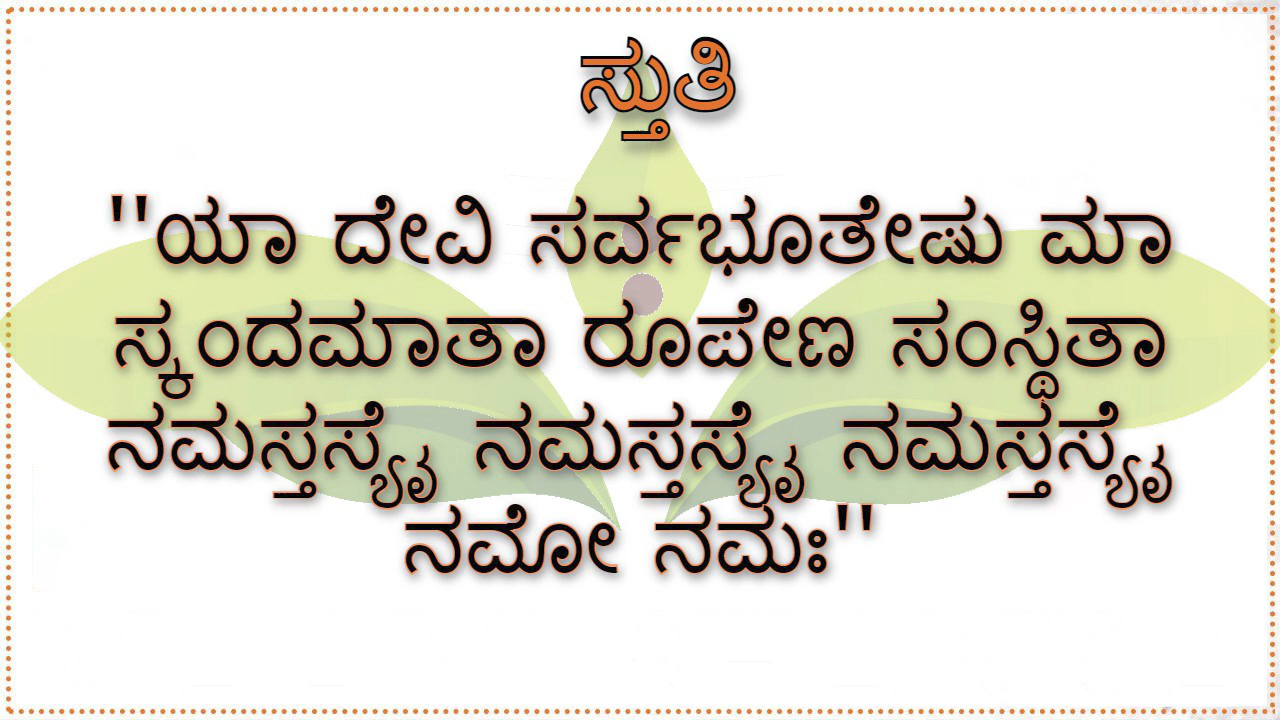 ಸ್ತುತಿ
''ಯಾ ದೇವಿ ಸರ್ವಭೂತೇಷು ಮಾ
ಸ್ಕಂದಮಾತಾ ರೂಪೇಣ ಸಂಸ್ಥಿತಾ
ನಮಸ್ತಸ್ಯೈ ನಮಸ್ತಸ್ಯೈ ನಮಸ್ತಸ್ಯೈ
ನಮೋ ನಮಃ''